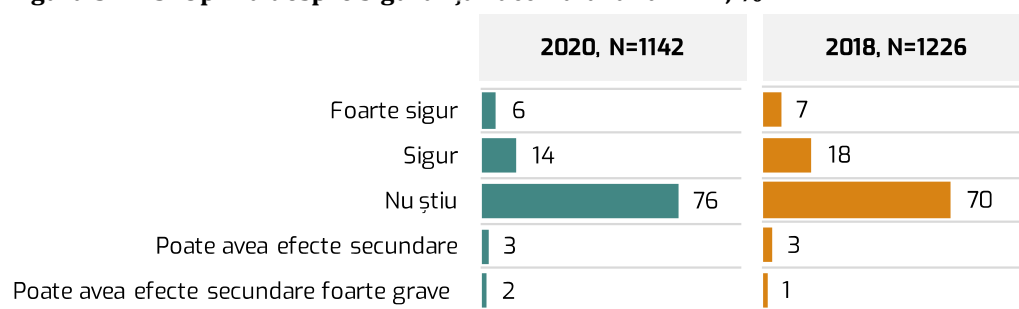 2020, N=1142 2018, N=1226
Foarte sigur 6 7
Sigur 14 18
Nu știu 76 70
Poate avea efecte secundare 3 3
Poate avea efecte secundare foarte grave 2 1